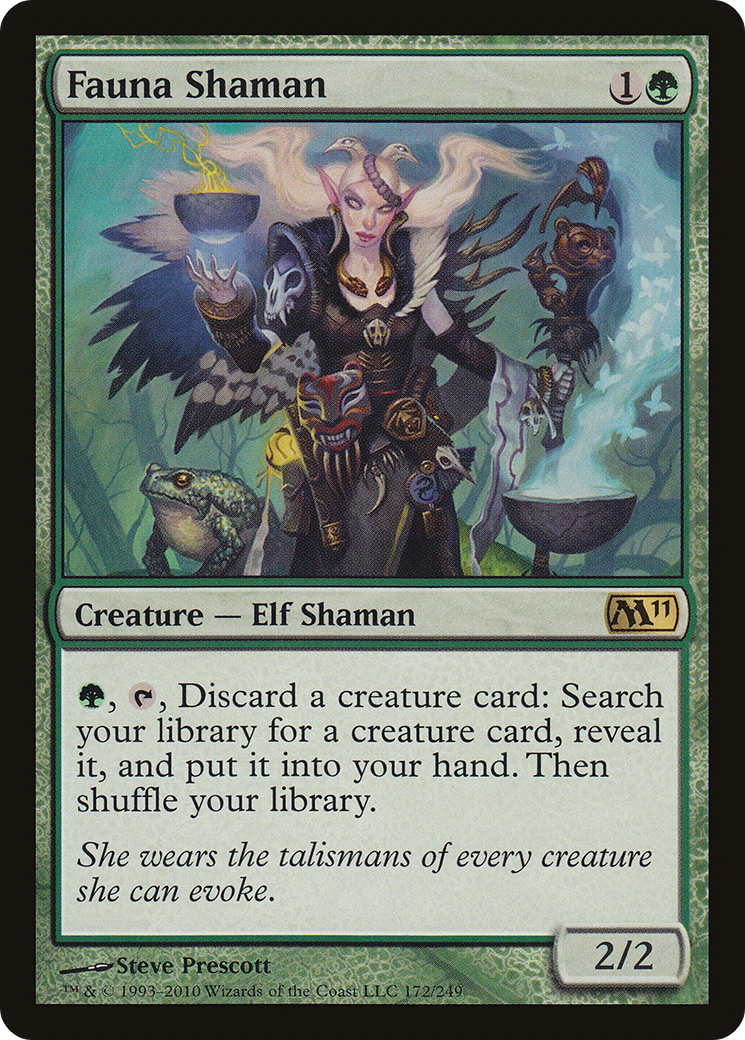 Fauna Shaman 1
Creature — Elf Shaman M11
, , Discard a creature card: Search
your library for a creature card, reveal
it, and put it into your hand. Then
shuffle your library.
She wears the talismans of every creature
she can evoke.
2/2
Steve Prescott
™ & © 1993–2010 Wizards of the Coast LLC 172/249